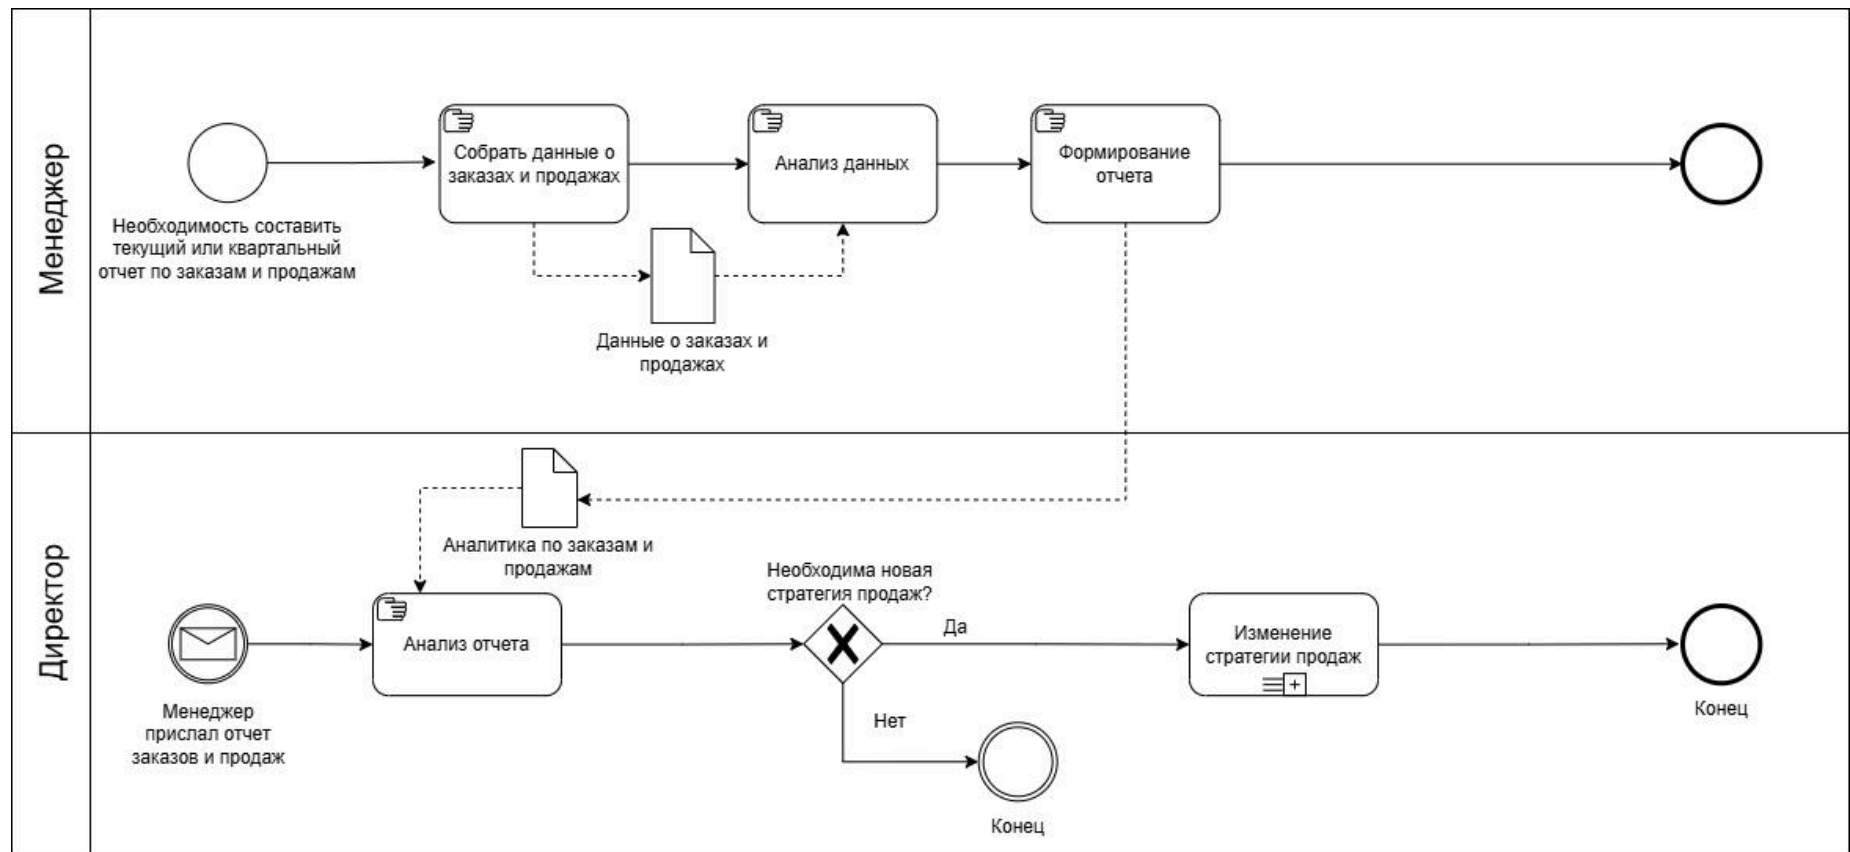 Менеджер
Собрать данные о
заказах и продажах
Анализ данных
Формирование
отчета
Необходимость составить
текущий или квартальный
отчет по заказам и продажам
Данные о заказах и
продажах
Директор
Аналитика по заказам и
продажам
Необходима новая
стратегия продаж?
Анализ отчета
Да
Изменение
стратегии продаж
Менеджер
прислал отчет
заказов и продаж
Нет
Конец
Конец